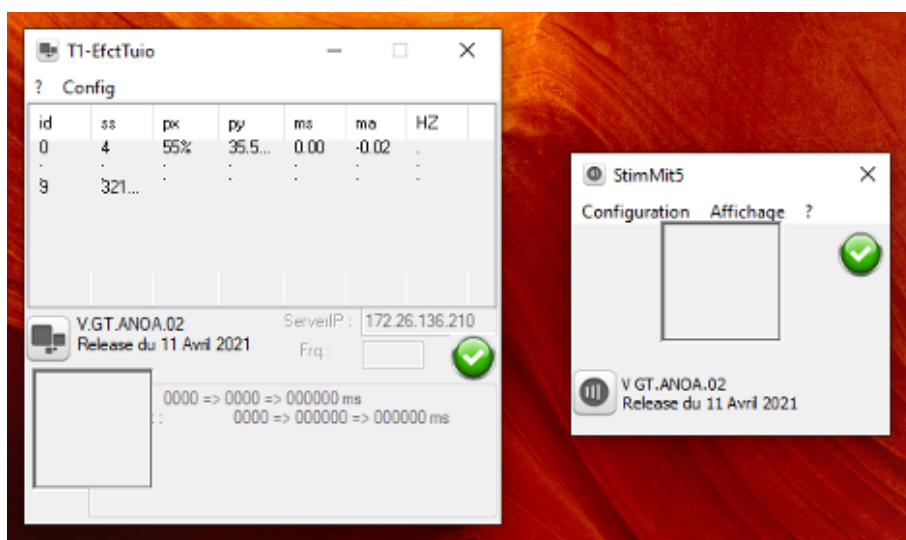 T1-EfctTuio
? Config
id ss px py ms ma HZ
0 4 55% 35.5... 0.00 -0.02 .
. . . . . . .
9 321... . . . . .
V.GT.ANOA.02
Release du 11 Avril 2021
ServerIP : 172.26.136.210
Frq :
0000 => 0000 => 000000 ms
: : 0000 => 000000 => 000000 ms
StimMit5
Configuration Affichage ?
V GT.ANOA.02
Release du 11 Avril 2021